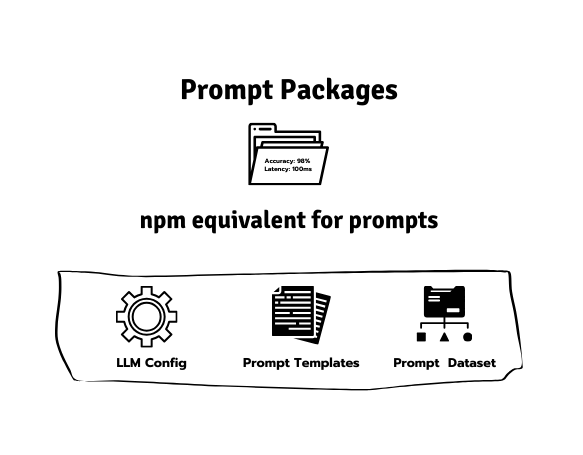 Prompt Packages
Accuracy: 98%
Latency: 100ms
npm equivalent for prompts
LLM Config
Prompt Templates
Prompt Dataset